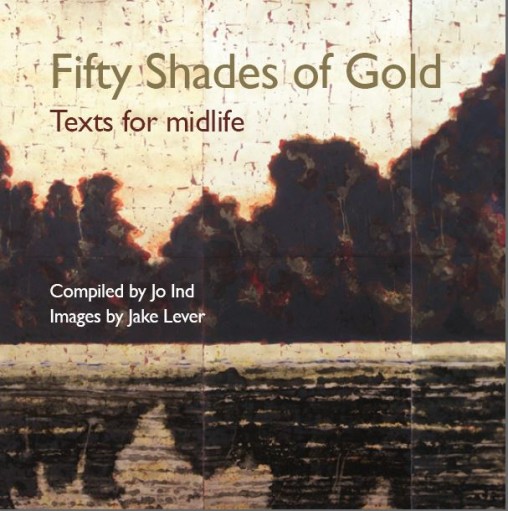 Fifty Shades of Gold
Texts for midlife
Compiled by Jo Ind
Images by Jake Lever